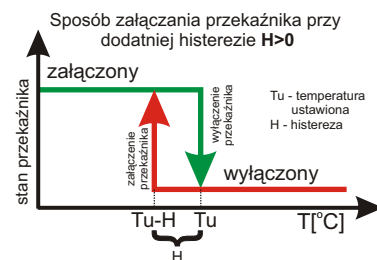 Sposób załączania przekaźnika przy
dodatniej histerezie H>0
stan przekaźnika
załączony
załączenie
przekaźnika
wyłączenie
przekaźnika
Tu - temperatura
ustawiona
H - histereza
wyłączony
Tu-H
Tu
T[°C]
H